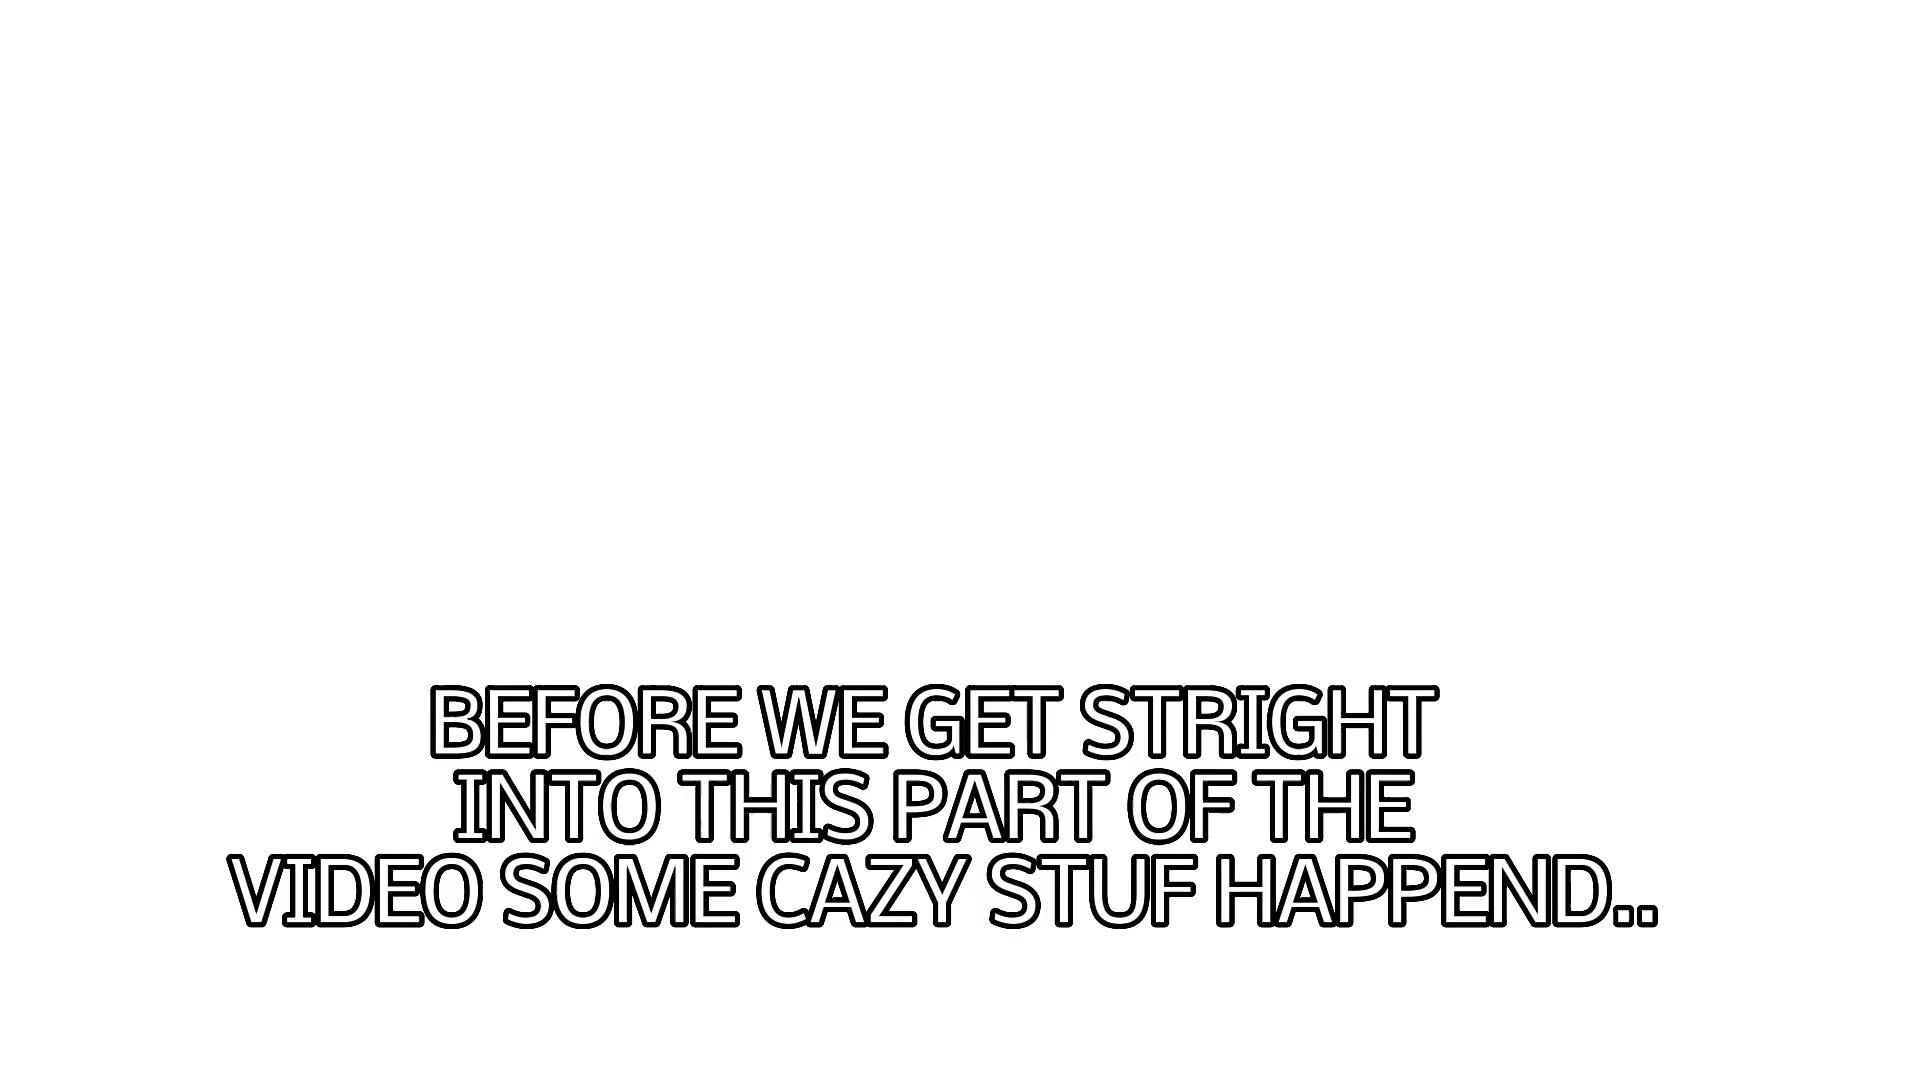 BEFORE WE GET STRIGHT
INTO THIS PART OF THE
VIDEO SOME CAZY STUF HAPPEND..